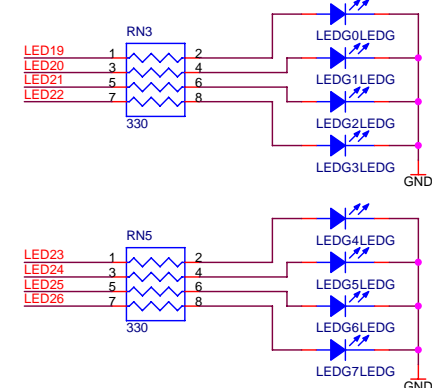 RN3
LEDG0LEDG
LED19 1 2
LED20 3 4
LEDG1LEDG
LED21 5 6
LED22 7 8
LEDG2LEDG
330
LEDG3LEDG
GND
RN5
LEDG4LEDG
LED23 1 2
LED24 3 4
LEDG5LEDG
LED25 5 6
LED26 7 8
LEDG6LEDG
330
LEDG7LEDG
GND